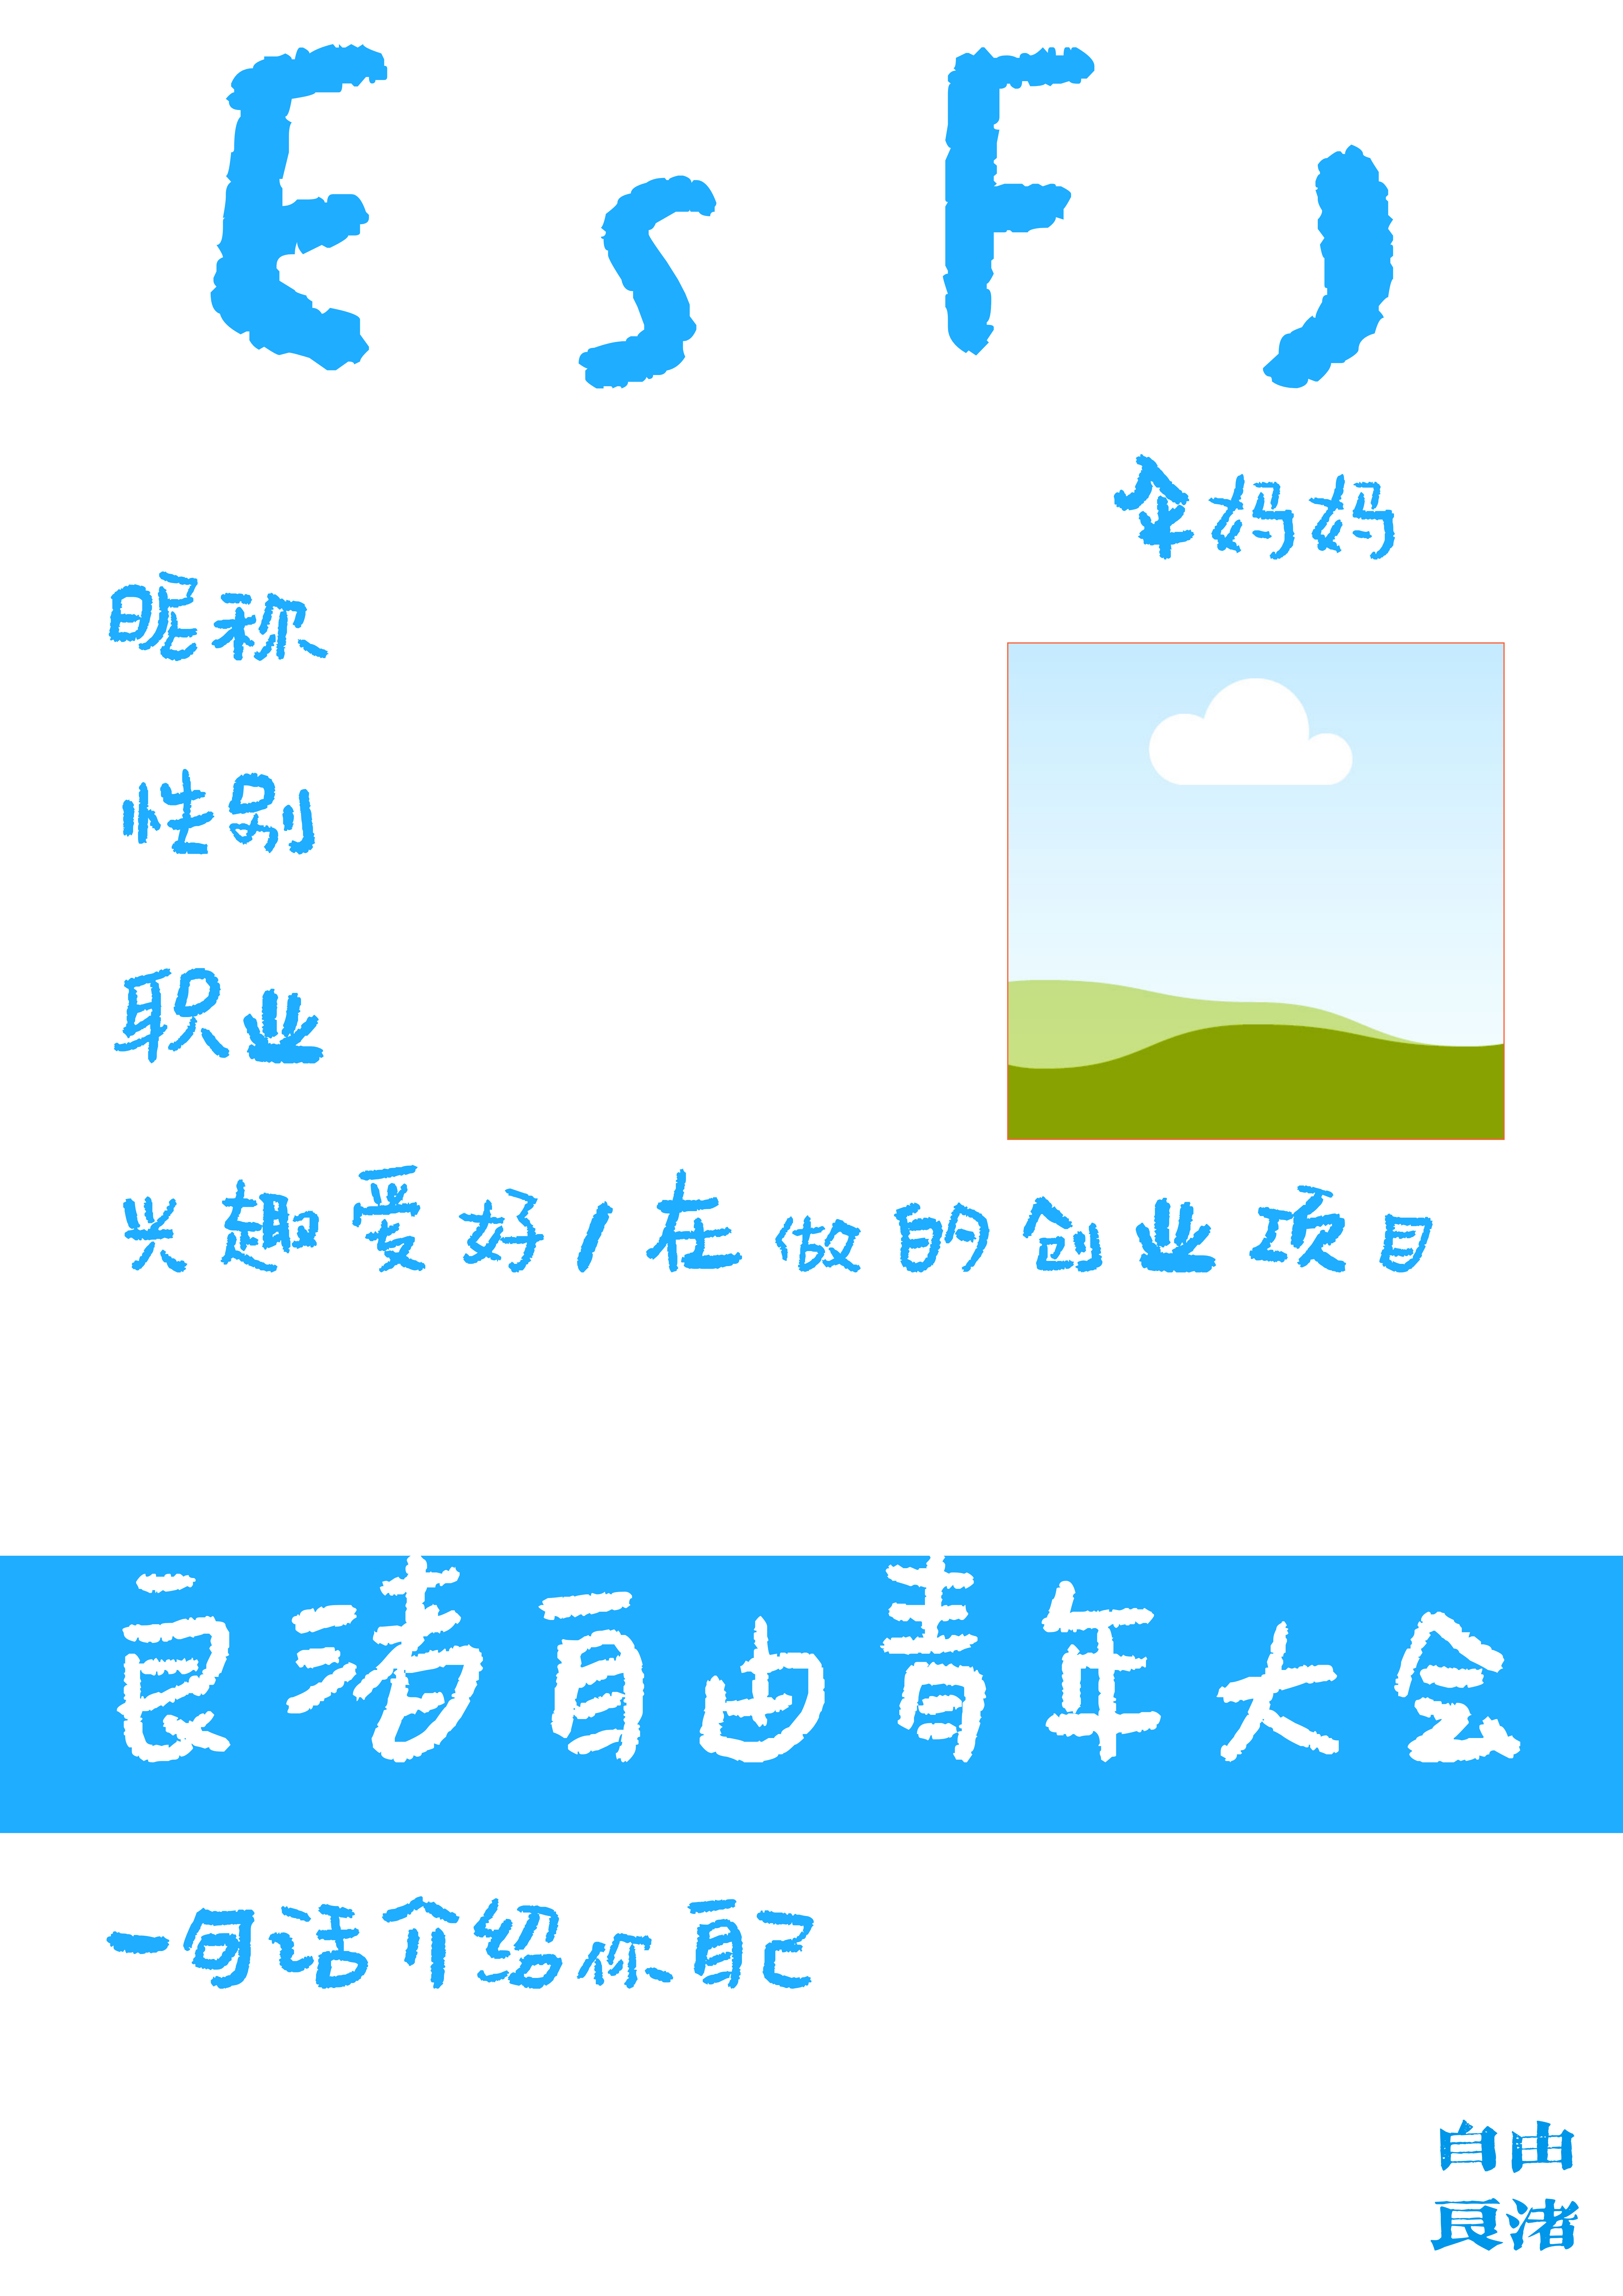 ESFJ
全妈妈
昵称
性别
职业
兴趣爱好/在做的创业项目
良渚自由青年大会
一句话介绍你自己
自由
良渚